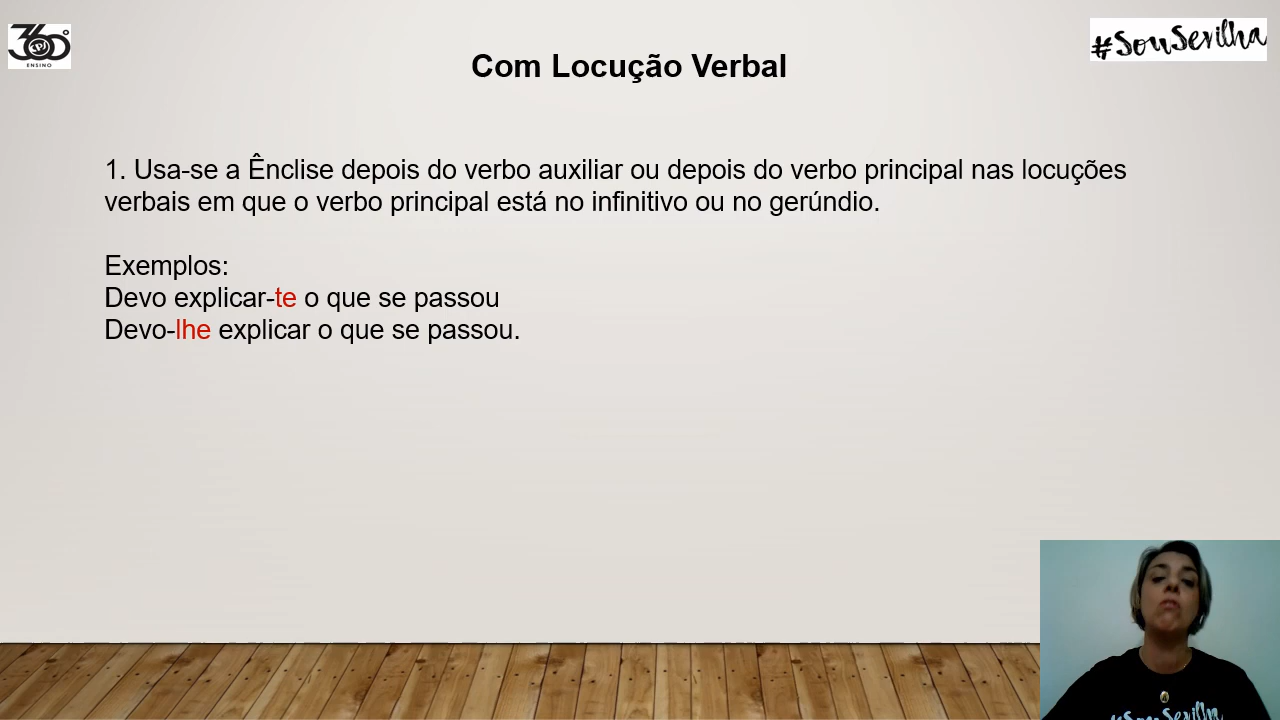 360°
ENSINO
#SouSevilha
Com Locução Verbal
1. Usa-se a Ênclise depois do verbo auxiliar ou depois do verbo principal nas locuções
verbais em que o verbo principal está no infinitivo ou no gerúndio.
Exemplos:
Devo explicar-te o que se passou
Devo-lhe explicar o que se passou.
#SouSevilha